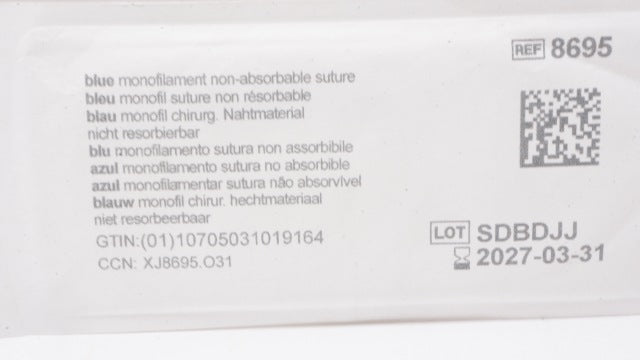 REF 8695
blue monofilament non-absorbable suture
bleu monofil suture non résorbable
blau monofil chirurg. Nahtmaterial
nicht resorbierbar
blu monofilamento sutura non assorbibile
azul monofilamento sutura no absorbible
azul monofilamentar sutura não absorvível
blauw monofil chirur. hechtmateriaal
niet resorbeerbaar
GTIN:(01)10705031019164
CCN: XJ8695.O31
LOT SDBDJJ
2027-03-31